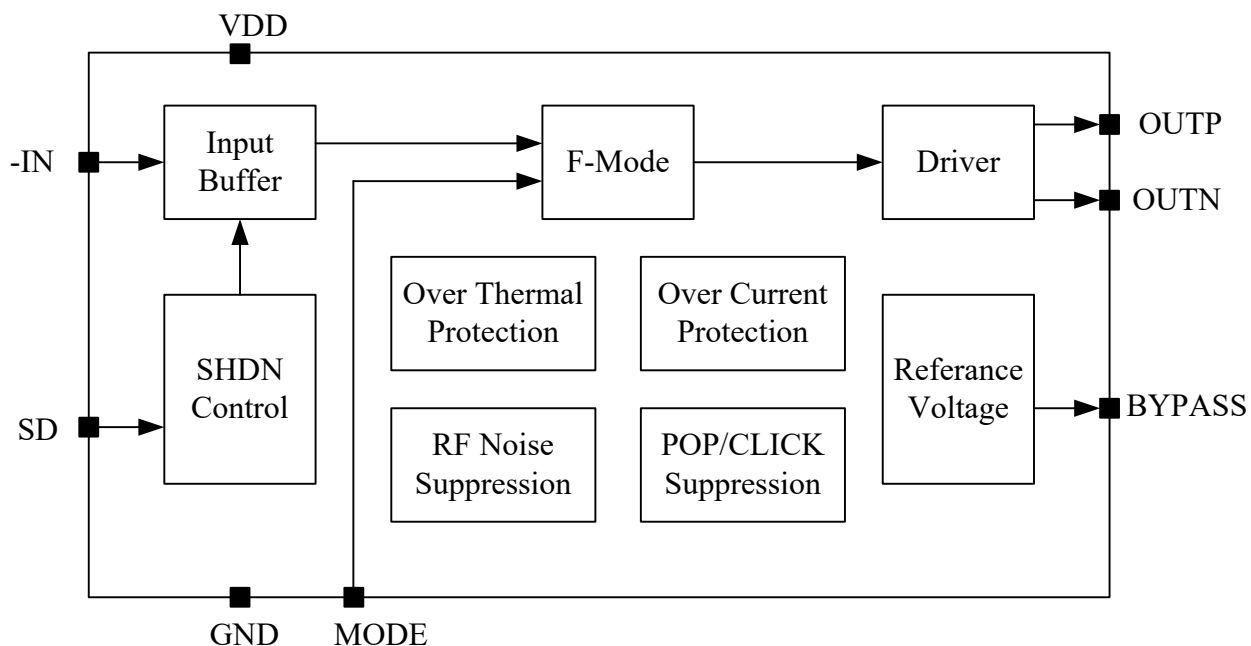 VDD
-IN
Input
Buffer
F-Mode
Driver
OUTP
OUTN
Over Thermal
Protection
Over Current
Protection
SD
SHDN
Control
Referance
Voltage
BYPASS
RF Noise
Suppression
POP/CLICK
Suppression
GND
MODE